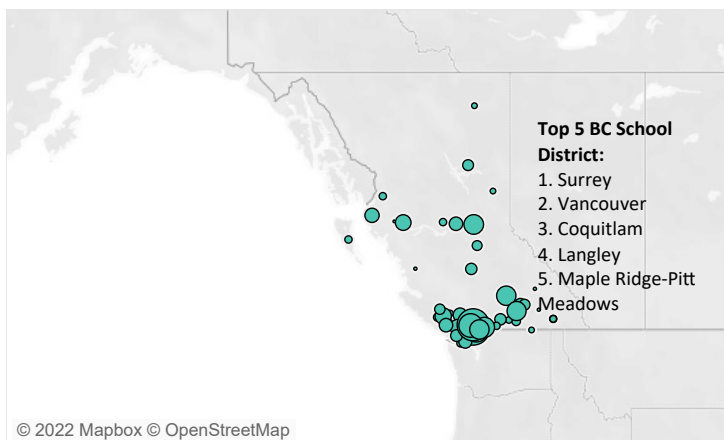 Top 5 BC School
District:
1. Surrey
2. Vancouver
3. Coquitlam
4. Langley
5. Maple Ridge-Pitt
Meadows
© 2022 Mapbox © OpenStreetMap